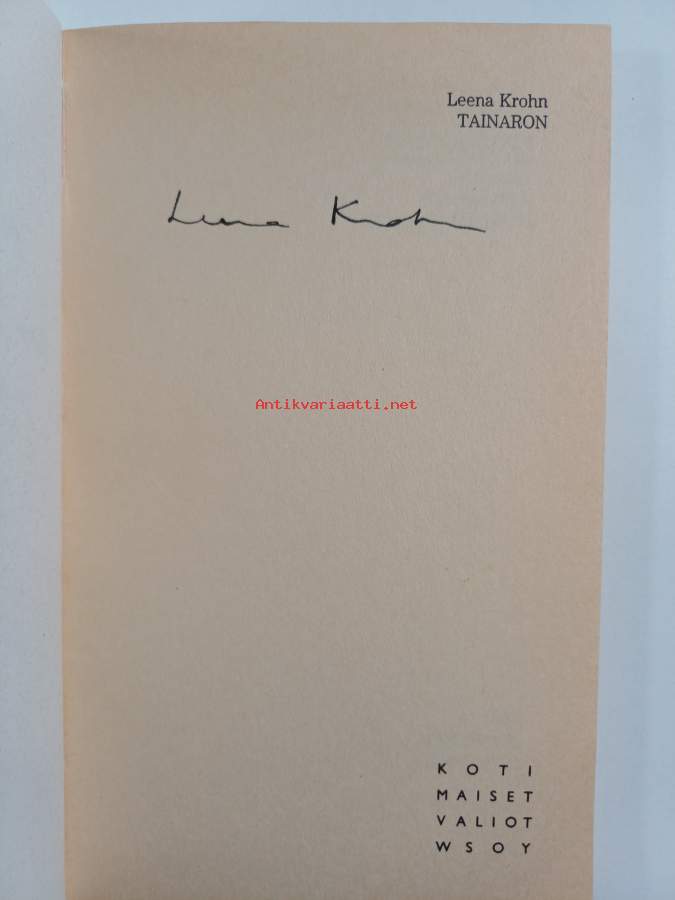 Leena Krohn
TAINARON
Leena Krohn
Antikvariaatti.net
KOTI
MAISET
VALIOT
WSOY